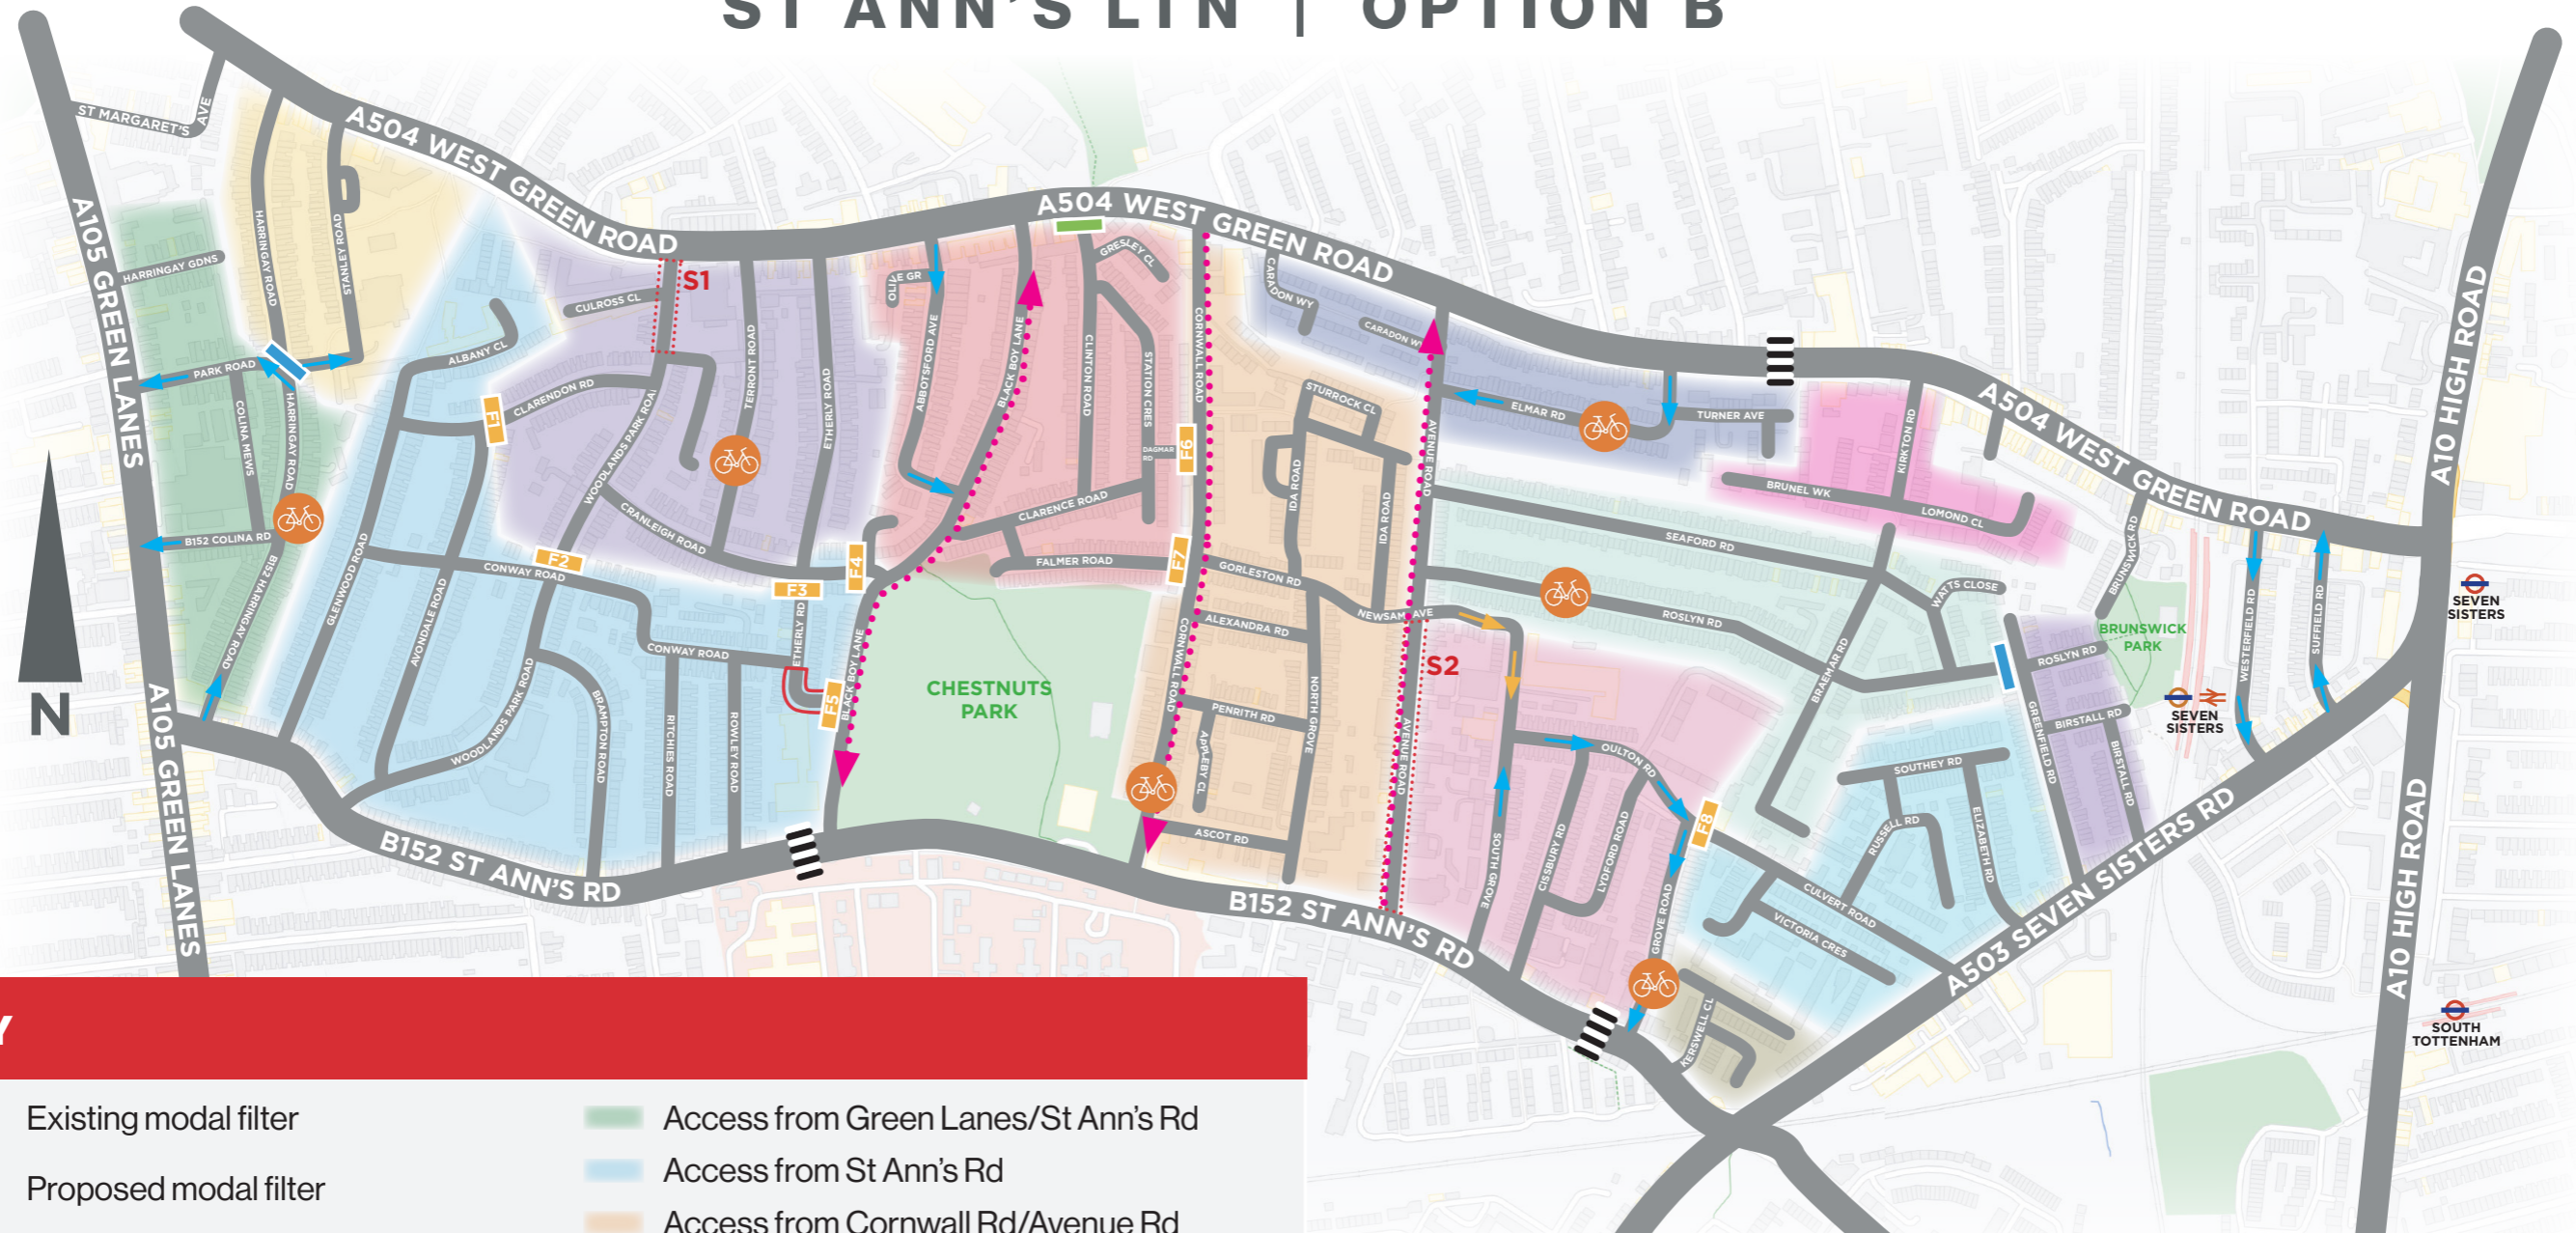 ST ANN'S LTN | OPTION B
ST MARGARET'S AVE
A504 WEST GREEN ROAD
A504 WEST GREEN ROAD
A504 WEST GREEN ROAD
A105 GREEN LANES
A105 GREEN LANES
A10 HIGH ROAD
A10 HIGH ROAD
HARRINGAY GDNS
HARRINGAY ROAD
STANLEY ROAD
PARK ROAD
COLINA MEWS
HARRINGAY ROAD
B152 COLINA RD
B152 HARRINGAY ROAD
ALBANY CL
F1
CLARENDON RD
CULROSS CL
S1
WOODLANDS PARK ROAD
TERRONT ROAD
ETHERLY ROAD
CRANLEIGH ROAD
F2
F3
F4
F5
GLENWOOD ROAD
AVONDALE ROAD
CONWAY ROAD
CONWAY ROAD
ETHERLY RD
BLACK BOY LANE
WOODLANDS PARK ROAD
BRAMPTON ROAD
RITCHIES ROAD
ROWLEY ROAD
B152 ST ANN'S RD
N
OLLIE GR
ABBOTSFORD AVE
BLACK BOY LANE
CLINTON ROAD
GRESLEY CL
STATION CRES
DAGMAR RD
CLARENCE ROAD
FALMER ROAD
CORNWALL ROAD
F6
F7
CHESTNUTS
PARK
CORNWALL ROAD
GORLESTON RD
ALEXANDRA RD
PENRITH RD
APPLEBY CL
ASCOT RD
NORTH GROVE
IDA ROAD
IDA ROAD
STURROCK CL
NEWSAM AVE
CARADON WY
CARADON WY
AVENUE ROAD
AVENUE ROAD
S2
ELMAR RD
TURNER AVE
KIRKTON RD
BRUNEL WK
LOMOND CL
SEAFORD RD
ROSLYN RD
WATTS CLOSE
BRAEMAR RD
BRUNSWICK RD
BRUNSWICK
PARK
ROSLYN RD
BIRSTALL RD
BIRSTALL RD
GREENFIELD RD
WESTERFIELD RD
SUFFIELD RD
SEVEN
SISTERS
SEVEN
SISTERS
SOUTHEY RD
RUSSELL RD
ELIZABETH RD
OULTON RD
F8
SOUTH GROVE
CISSBURY RD
LYDFORD ROAD
GROVE ROAD
CULVERT ROAD
VICTORIA CRES
KERSWELL CL
B152 ST ANN'S RD
A503 SEVEN SISTERS RD
SOUTH
TOTTENHAM
Y
Existing modal filter
Proposed modal filter
Access from Green Lanes/St Ann's Rd
Access from St Ann's Rd
Access from Cornwall Rd/Avenue Rd